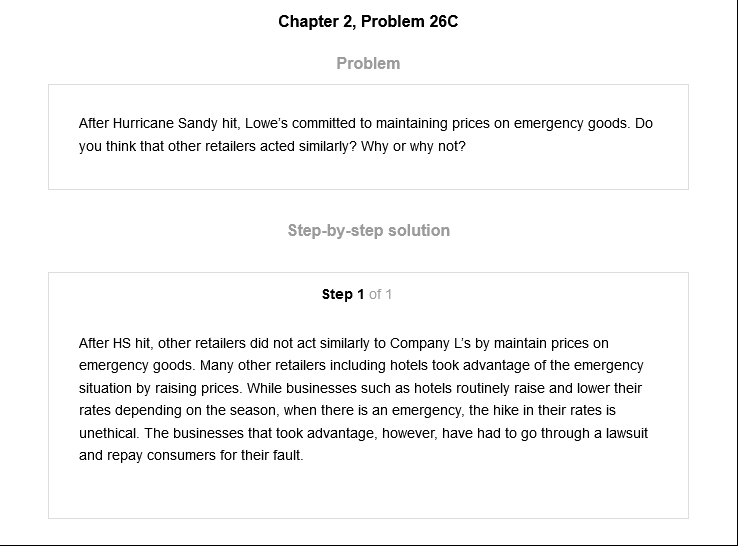 Chapter 2, Problem 26C
Problem
After Hurricane Sandy hit, Lowe's committed to maintaining prices on emergency goods. Do
you think that other retailers acted similarly? Why or why not?
Step-by-step solution
Step 1 of 1
After HS hit, other retailers did not act similarly to Company L's by maintain prices on
emergency goods. Many other retailers including hotels took advantage of the emergency
situation by raising prices. While businesses such as hotels routinely raise and lower their
rates depending on the season, when there is an emergency, the hike in their rates is
unethical. The businesses that took advantage, however, have had to go through a lawsuit
and repay consumers for their fault.